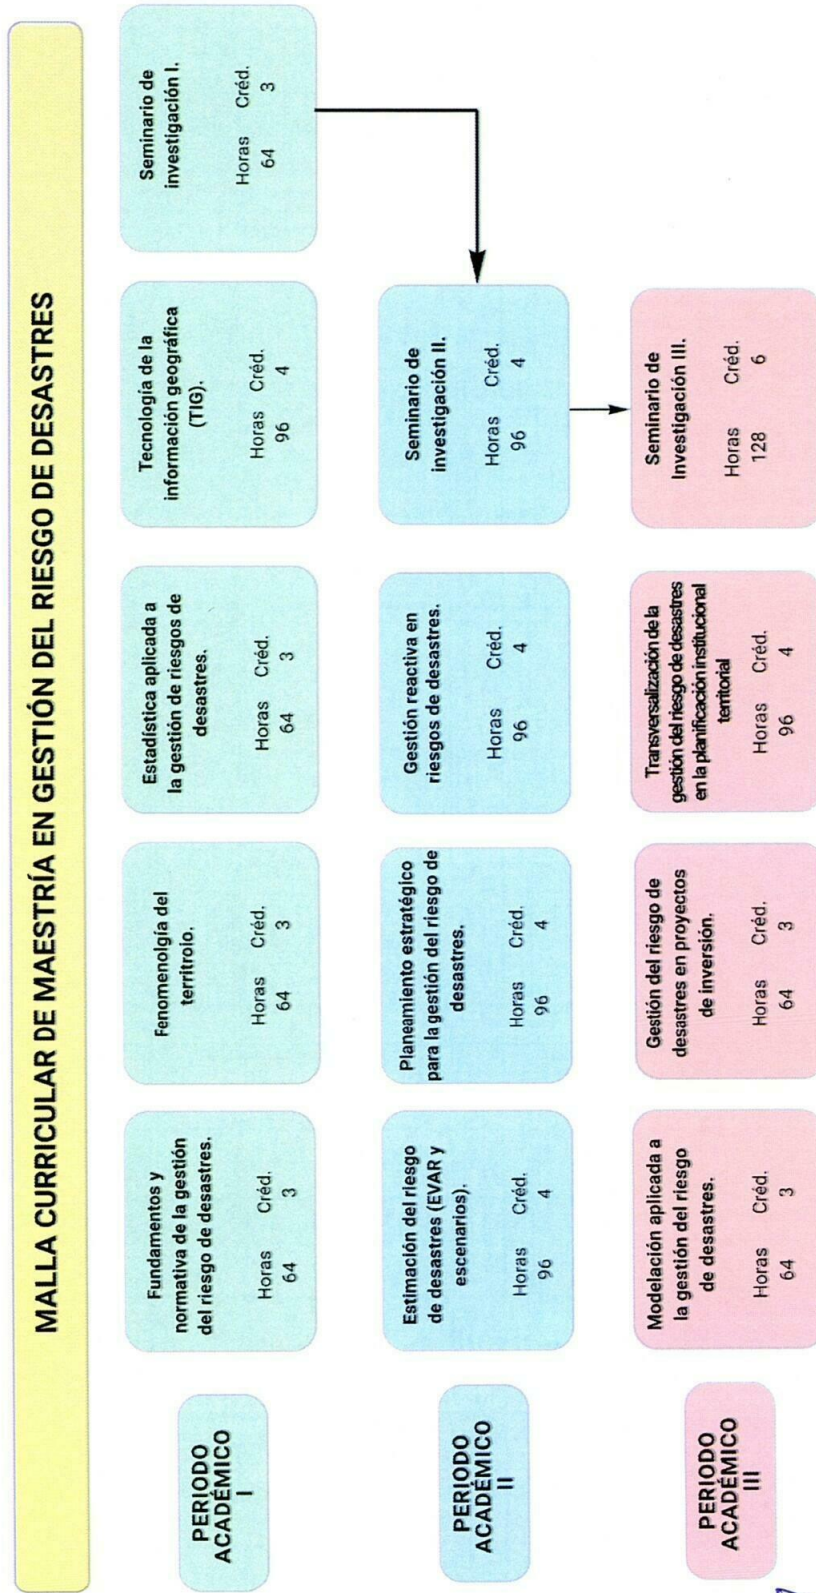 MALLA CURRICULAR DE MAESTRÍA EN GESTIÓN DEL RIESGO DE DESASTRES
PERIODO
ACADÉMICO
I
Fundamentos y
normativa de la gestión
del riesgo de desastres.
Horas Créd.
64 3
Fenomenolgía del
territrolo.
Horas Créd.
64 3
Estadística aplicada a
la gestión de riesgos de
desastres.
Horas Créd.
64 3
Tecnología de la
información geográfica
(TIG).
Horas Créd.
96 4
Seminario de
investigación I.
Horas Créd.
64 3
PERIODO
ACADÉMICO
II
Estimación del riesgo
de desastres (EVAR y
escenarios).
Horas Créd.
96 4
Planeamiento estratégico
para la gestión del riesgo de
desastres.
Horas Créd.
96 4
Gestión reactiva en
riesgos de desastres.
Horas Créd.
96 4
Seminario de
investigación II.
Horas Créd.
96 4
PERIODO
ACADÉMICO
III
Modelación aplicada a
la gestión del riesgo
de desastres.
Horas Créd.
64 3
Gestión del riesgo de
desastres en proyectos
de inversión.
Horas Créd.
64 3
Transversalización de la
gestión del riesgo de desastres
en la planificación institucional
territorial
Horas Créd.
96 4
Seminario de
Investigación III.
Horas Créd.
128 6